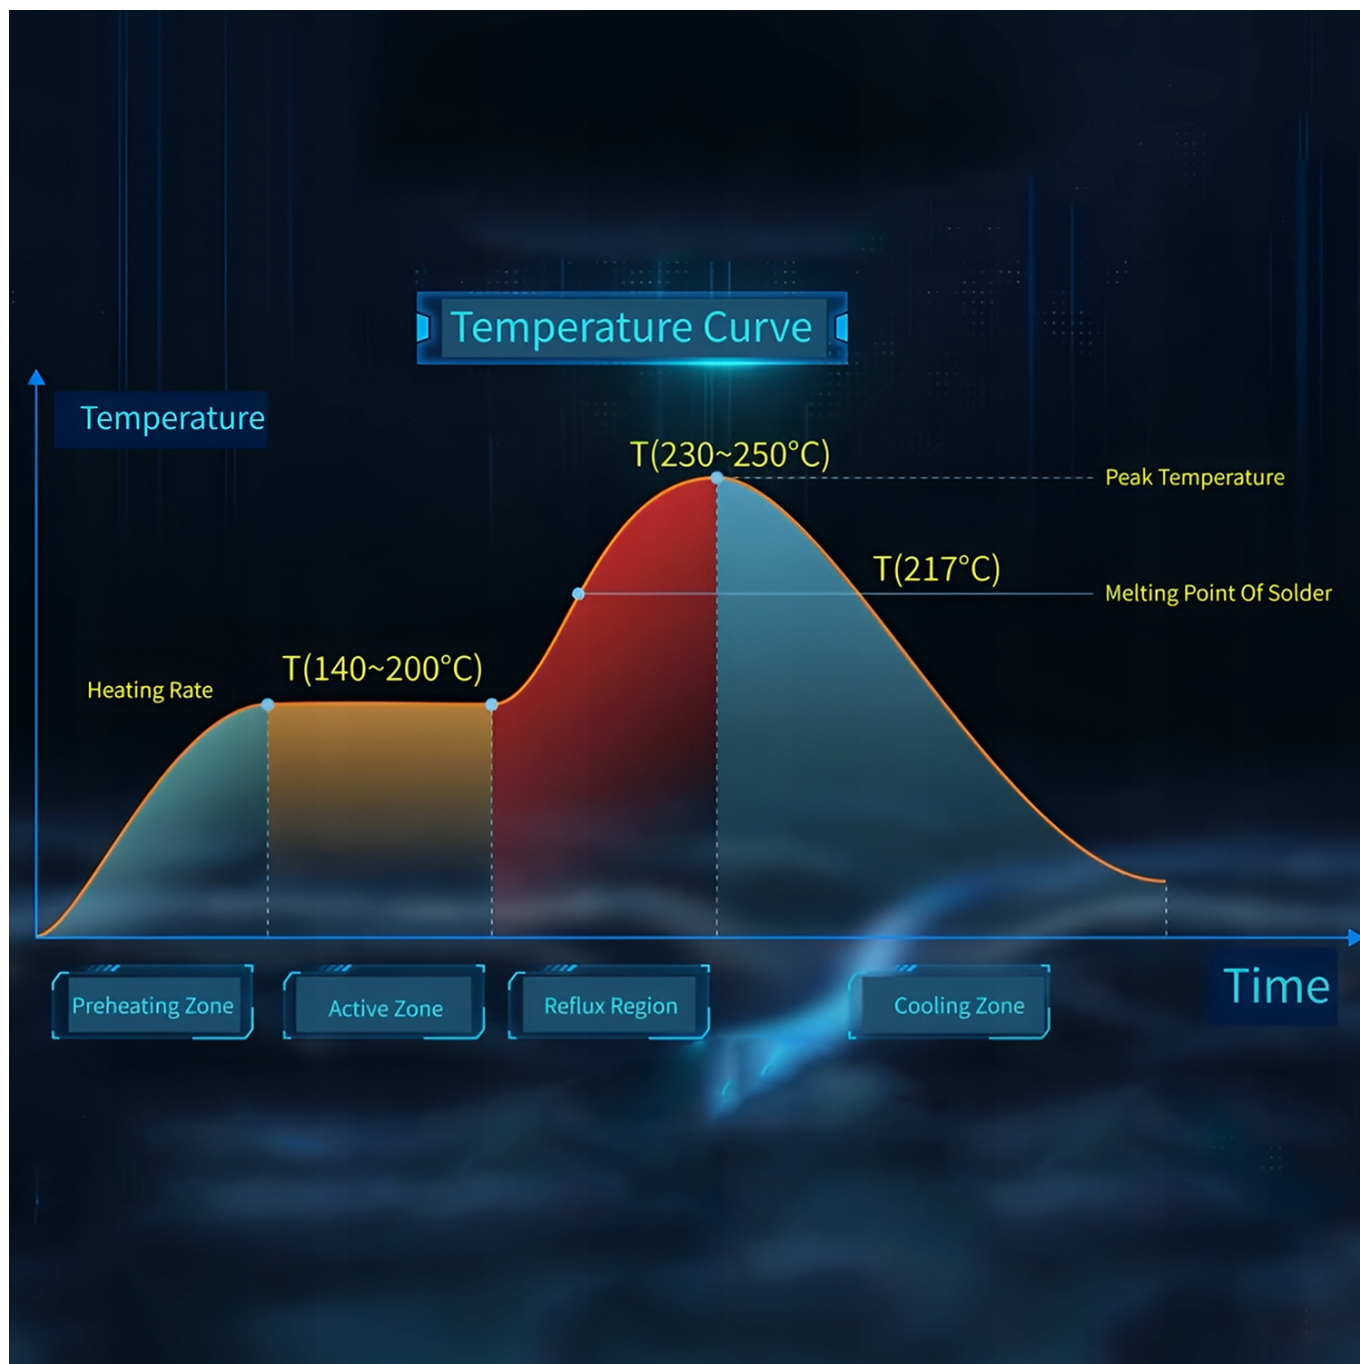 Temperature Curve
Temperature
T(230~250°C)
Peak Temperature
T(217°C)
Melting Point Of Solder
T(140~200°C)
Heating Rate
Preheating Zone
Active Zone
Reflux Region
Cooling Zone
Time